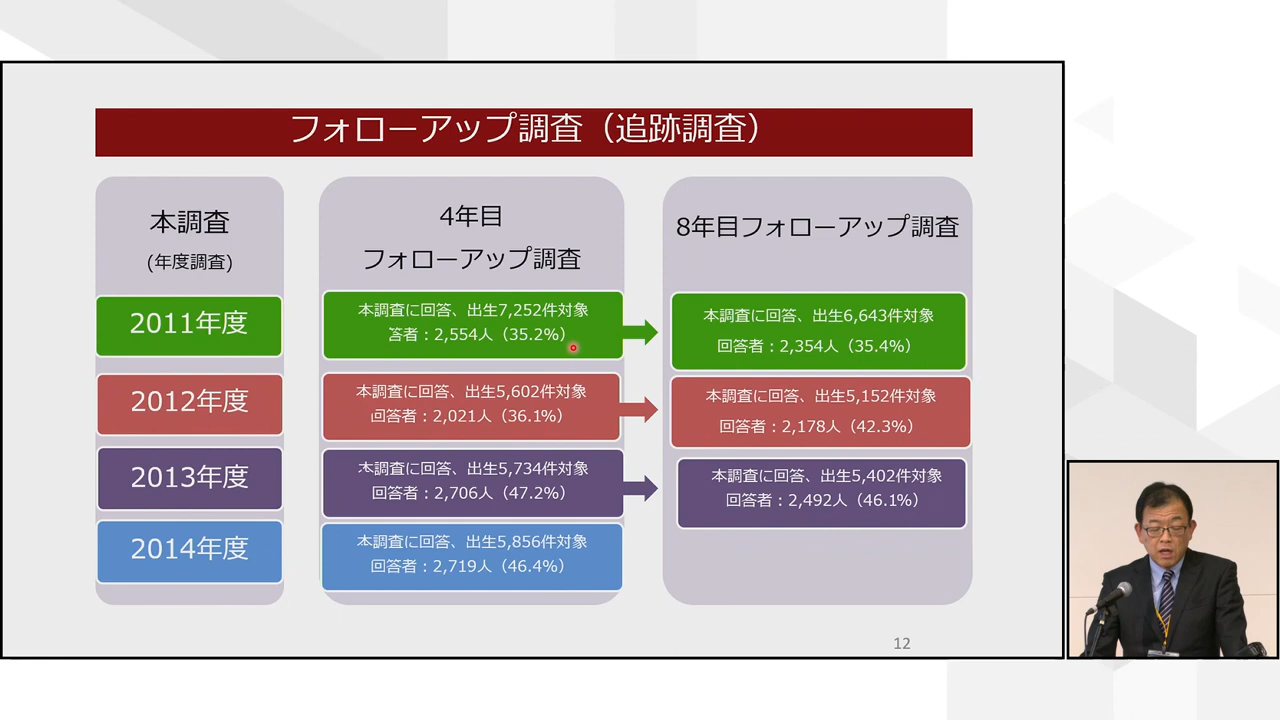 フォローアップ調査（追跡調査）
本調査
(年度調査)
4年目
フォローアップ調査
8年目フォローアップ調査
2011年度
本調査に回答、出生7,252件対象
答者：2,554人（35.2%）
本調査に回答、出生6,643件対象
回答者：2,354人（35.4%）
2012年度
本調査に回答、出生5,602件対象
回答者：2,021人（36.1%）
本調査に回答、出生5,152件対象
回答者：2,178人（42.3%）
2013年度
本調査に回答、出生5,734件対象
回答者：2,706人（47.2%）
本調査に回答、出生5,402件対象
回答者：2,492人（46.1%）
2014年度
本調査に回答、出生5,856件対象
回答者：2,719人（46.4%）
12